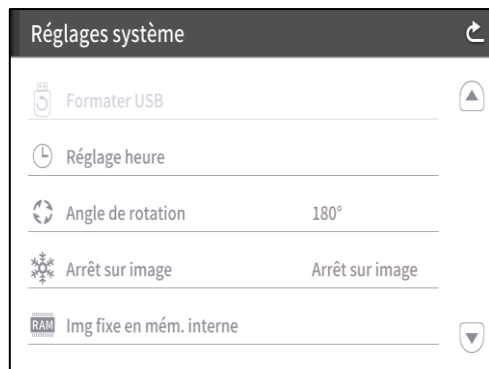 Réglages système
Formater USB
Réglage heure
Angle de rotation 180°
Arrêt sur image Arrêt sur image
RAM Img fixe en mém. interne